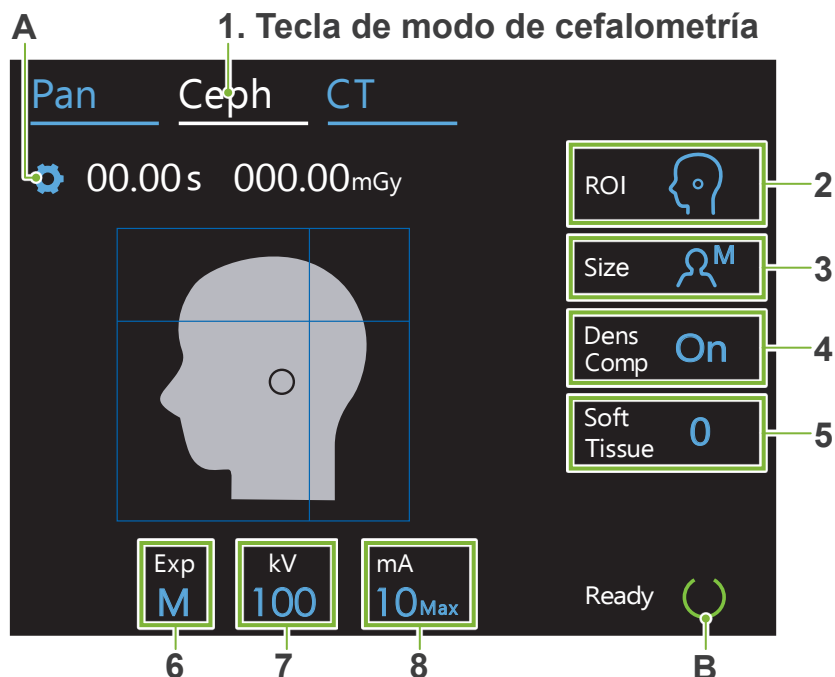 A 1. Tecla de modo de cefalometría
Pan Ceph CT
00.00 s 000.00mGy
ROI 2
Size M 3
Dens
Comp On 4
Soft
Tissue 0 5
Exp kV mA
M 100 10Max
Ready
6 7 8 B